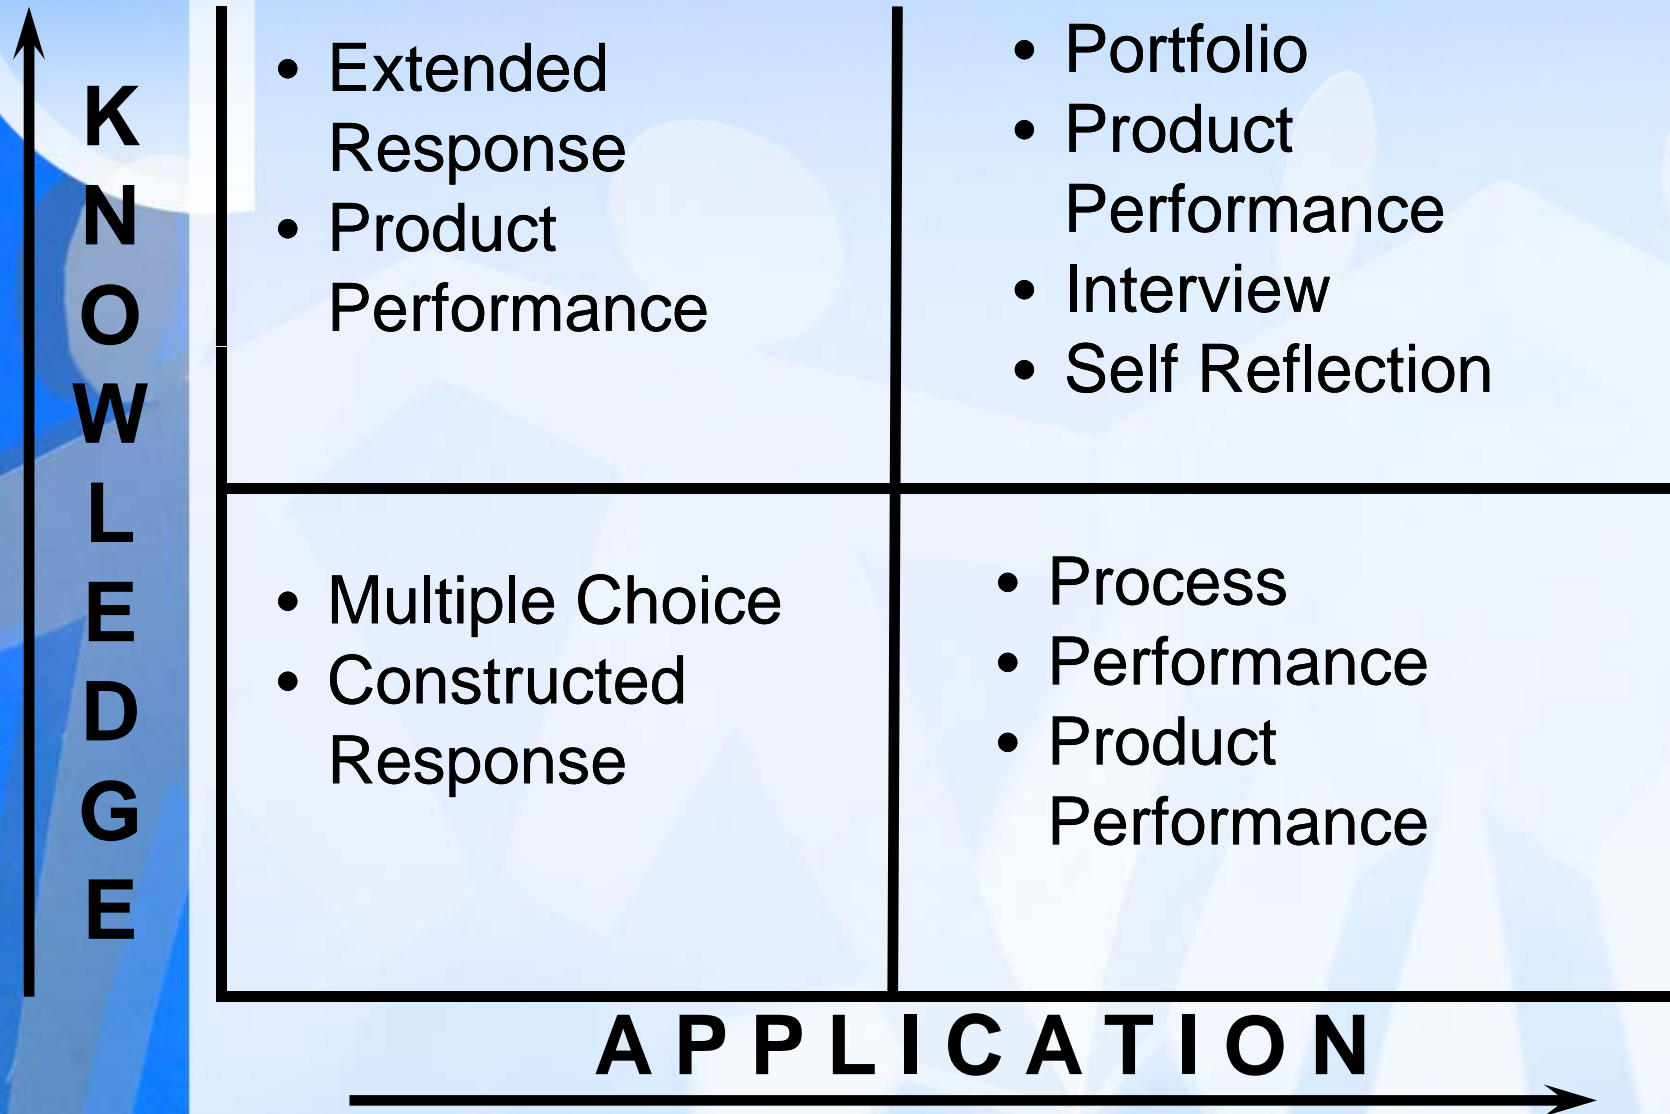 KNOWLEDGE
• Extended
Response
• Product
Performance
• Portfolio
• Product
Performance
• Interview
• Self Reflection
• Multiple Choice
• Constructed
Response
• Process
• Performance
• Product
Performance
APPLICATION